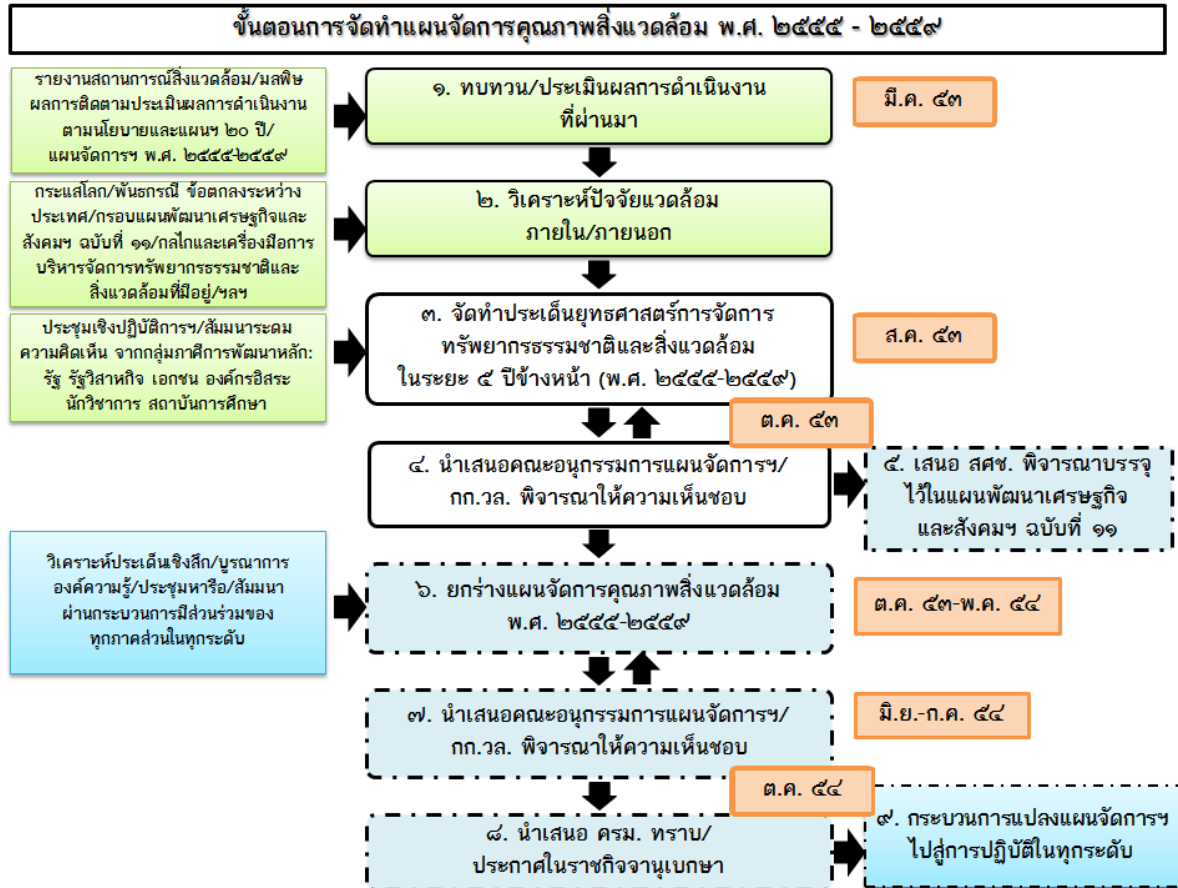 ขั้นตอนการจัดทำแผนจัดการคุณภาพสิ่งแวดล้อม พ.ศ. ๒๕๕๕ - ๒๕๕๙
รายงานสถานการณ์สิ่งแวดล้อม/มลพิษ
ผลการติดตามประเมินผลการดำเนินงาน
ตามนโยบายและแผนฯ ๒๐ ปี/
แผนจัดการฯ พ.ศ. ๒๕๕๕-๒๕๕๙
๑. ทบทวน/ประเมินผลการดำเนินงาน
ที่ผ่านมา
มี.ค. ๕๓
กระแสโลก/พันธกรณี ข้อตกลงระหว่าง
ประเทศ/กรอบแผนพัฒนาเศรษฐกิจและ
สังคมฯ ฉบับที่ ๑๑/กลไกและเครื่องมือการ
บริหารจัดการทรัพยากรธรรมชาติและ
สิ่งแวดล้อมที่มีอยู่/ฯลฯ
๒. วิเคราะห์ปัจจัยแวดล้อม
ภายใน/ภายนอก
ประชุมเชิงปฏิบัติการฯ/สัมมนาระดม
ความคิดเห็น จากกลุ่มภาคีการพัฒนาหลัก:
รัฐ รัฐวิสาหกิจ เอกชน องค์กรอิสระ
นักวิชาการ สถาบันการศึกษา
๓. จัดทำประเด็นยุทธศาสตร์การจัดการ
ทรัพยากรธรรมชาติและสิ่งแวดล้อม
ในระยะ ๕ ปีข้างหน้า (พ.ศ. ๒๕๕๕-๒๕๕๙)
ส.ค. ๕๓
ต.ค. ๕๓
๔. นำเสนอคณะอนุกรรมการแผนจัดการฯ/
กก.วล. พิจารณาให้ความเห็นชอบ
๕. เสนอ สศช. พิจารณาบรรจุ
ไว้ในแผนพัฒนาเศรษฐกิจ
และสังคมฯ ฉบับที่ ๑๑
วิเคราะห์ประเด็นเชิงลึก/บูรณาการ
องค์ความรู้/ประชุมหารือ/สัมมนา
ผ่านกระบวนการมีส่วนร่วมของ
ทุกภาคส่วนในทุกระดับ
๖. ยกร่างแผนจัดการคุณภาพสิ่งแวดล้อม
พ.ศ. ๒๕๕๕-๒๕๕๙
ต.ค. ๕๓-พ.ค. ๕๔
๗. นำเสนอคณะอนุกรรมการแผนจัดการฯ/
กก.วล. พิจารณาให้ความเห็นชอบ
มิ.ย.-ก.ค. ๕๔
ต.ค. ๕๔
๘. นำเสนอ ครม. ทราบ/
ประกาศในราชกิจจานุเบกษา
๙. กระบวนการแปลงแผนจัดการฯ
ไปสู่การปฏิบัติในทุกระดับ